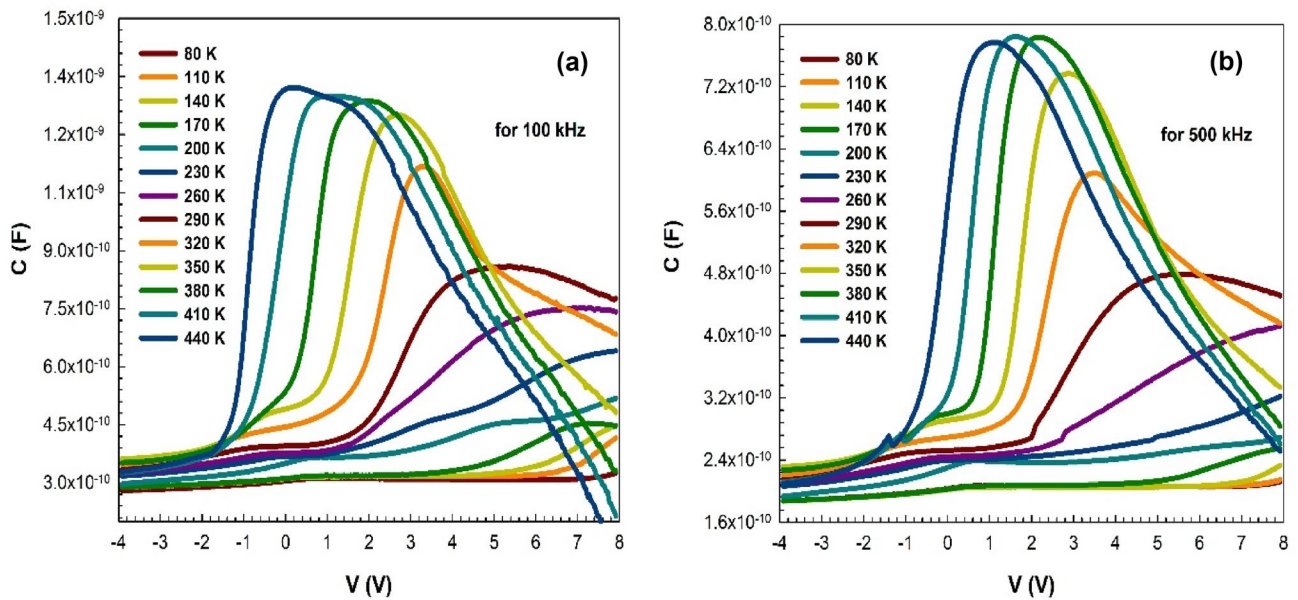 1.5x10⁻⁹
1.4x10⁻⁹
1.2x10⁻⁹
1.1x10⁻⁹
9.0x10⁻¹⁰
7.5x10⁻¹⁰
6.0x10⁻¹⁰
4.5x10⁻¹⁰
3.0x10⁻¹⁰
C (F)
80 K
110 K
140 K
170 K
200 K
230 K
260 K
290 K
320 K
350 K
380 K
410 K
440 K
(a)
for 100 kHz
-4 -3 -2 -1 0 1 2 3 4 5 6 7 8
V (V)
8.0x10⁻¹⁰
7.2x10⁻¹⁰
6.4x10⁻¹⁰
5.6x10⁻¹⁰
4.8x10⁻¹⁰
4.0x10⁻¹⁰
3.2x10⁻¹⁰
2.4x10⁻¹⁰
1.6x10⁻¹⁰
C (F)
80 K
110 K
140 K
170 K
200 K
230 K
260 K
290 K
320 K
350 K
380 K
410 K
440 K
(b)
for 500 kHz
-4 -3 -2 -1 0 1 2 3 4 5 6 7 8
V (V)